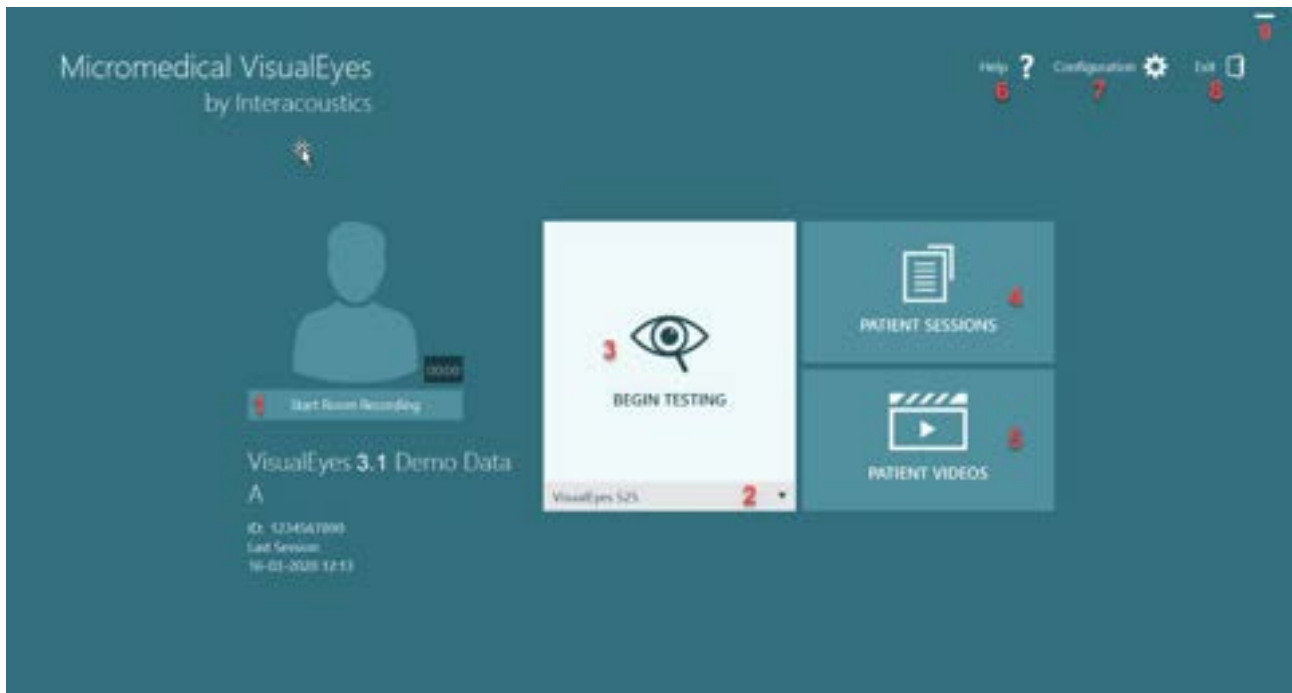 Micromedical VisualEyes
by Interacoustics
9
Help ?
Configuration
Exit
6
7
8
00:00
1 Start Room Recording
VisualEyes 3.1 Demo Data
A
ID: 1234567890
Last Session
16-03-2020 12:13
3
BEGIN TESTING
VisualEyes 525 2
4
PATIENT SESSIONS
5
PATIENT VIDEOS